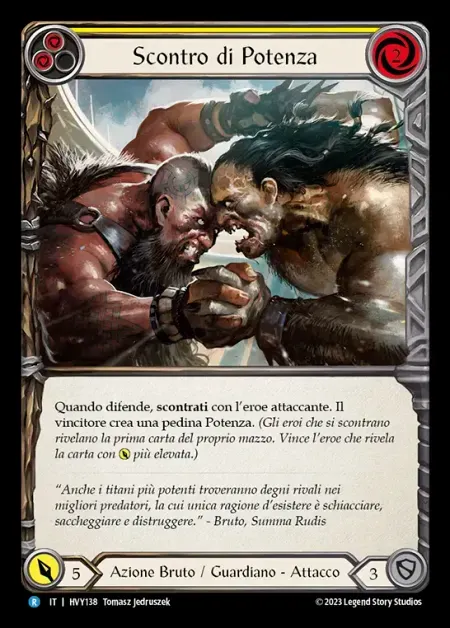 Scontro di Potenza
2
Quando difende, scontrati con l'eroe attaccante. Il
vincitore crea una pedina Potenza. (Gli eroi che si scontrano
rivelano la prima carta del proprio mazzo. Vince l'eroe che rivela
la carta con più elevata.)
“Anche i titani più potenti troveranno degni rivali nei
migliori predatori, la cui unica ragione d'esistere è schiacciare,
saccheggiare e distruggere.” - Bruto, Summa Rudis
5
Azione Bruto / Guardiano - Attacco
3
R | IT | HVY138 Tomasz Jedruszek
© 2023 Legend Story Studios